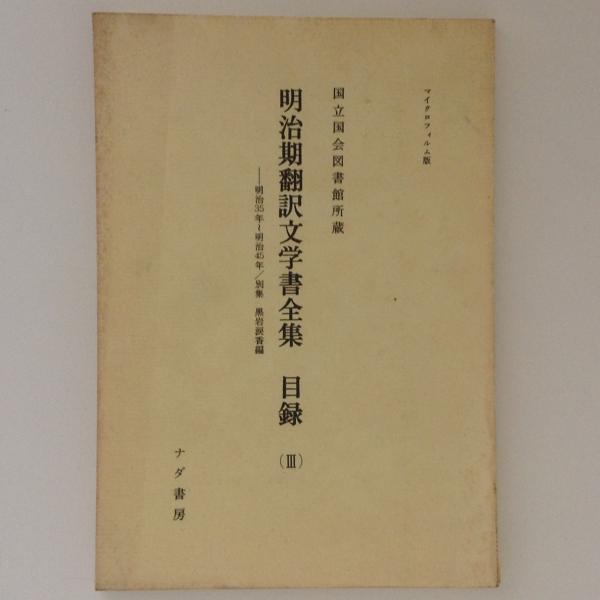 マイクロフィルム版
国立国会図書館所蔵
明治期翻訳文学書全集 目録（Ⅲ）
──明治35年～明治45年／別集 黒岩涙香編
ナダ書房